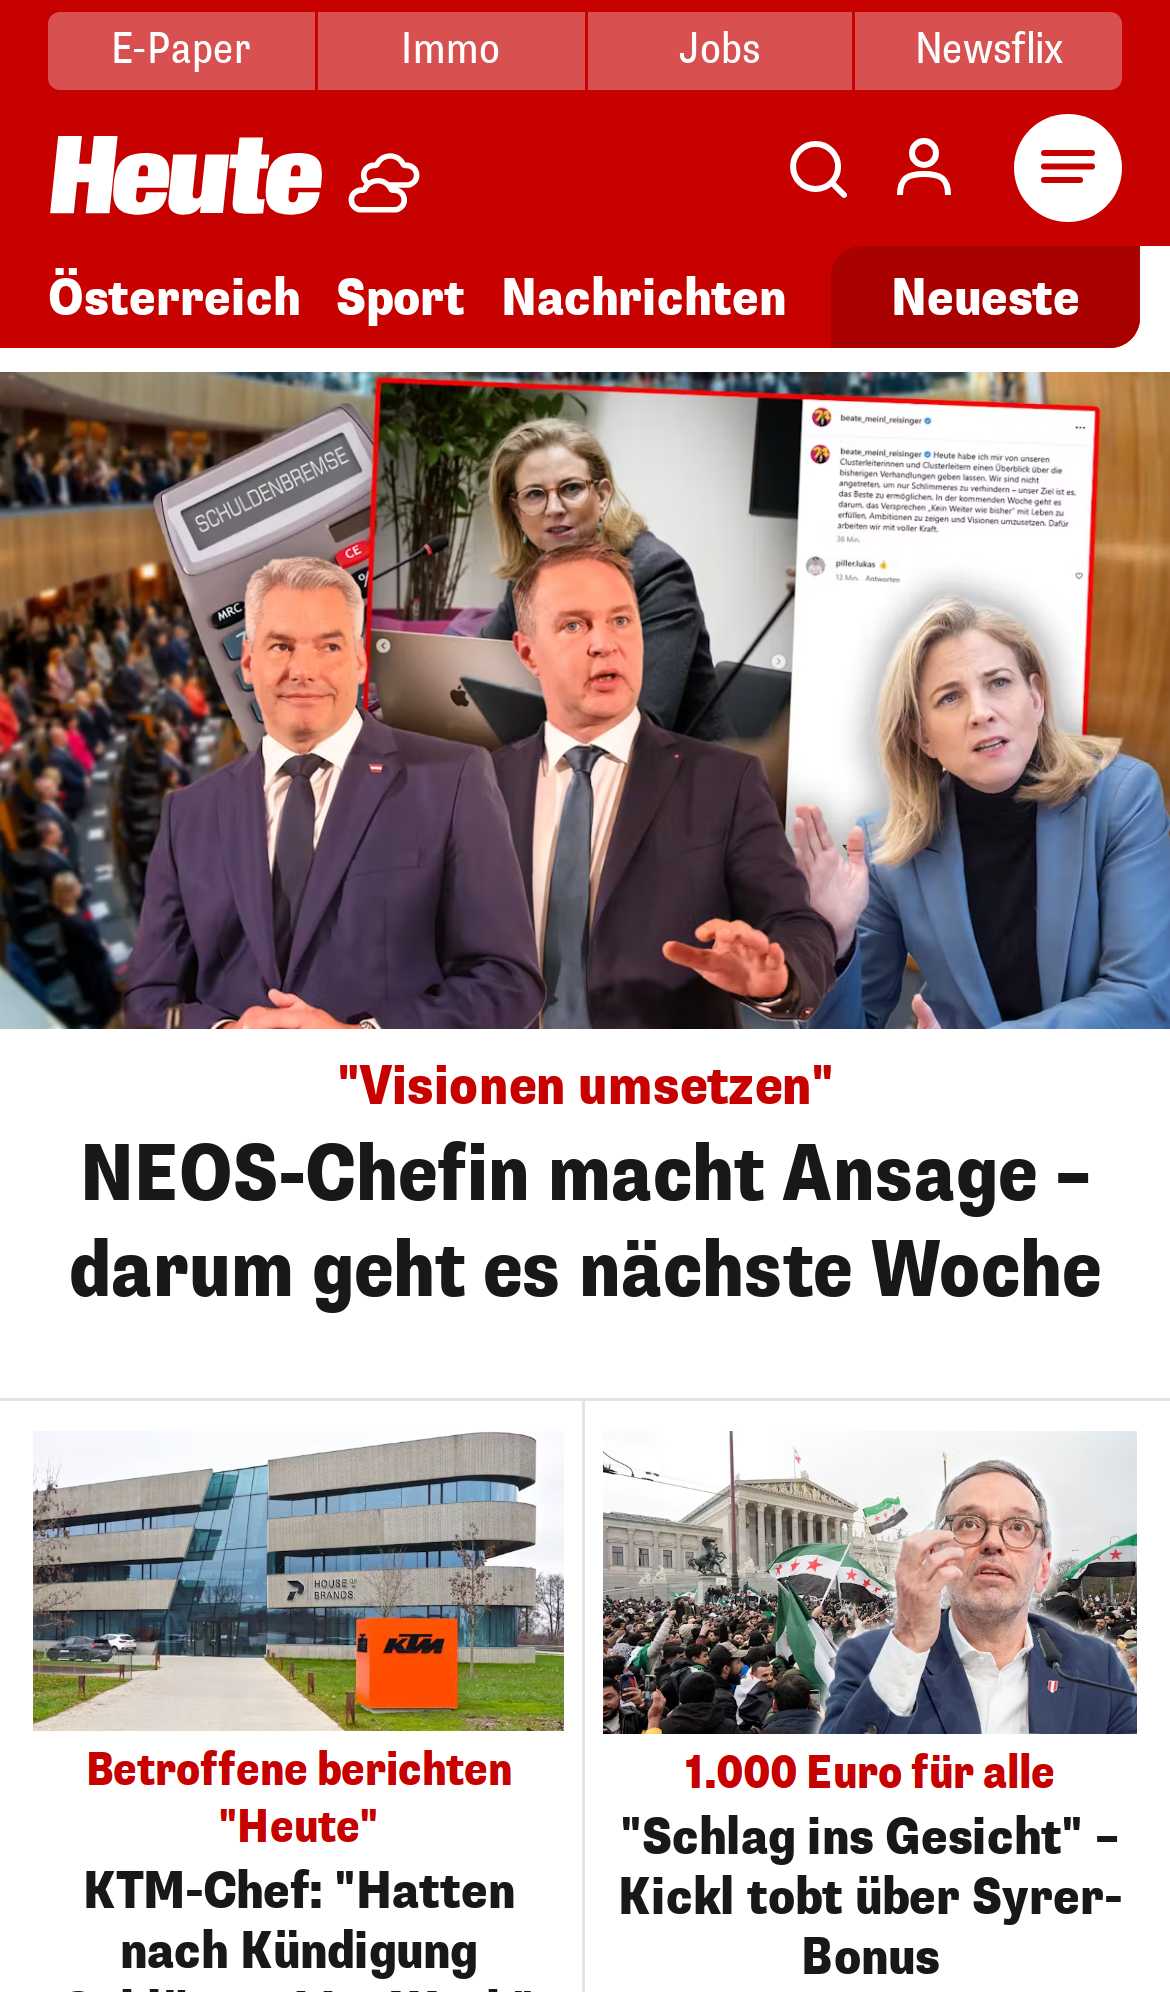 E-Paper
Immo
Jobs
Newsflix
Heute
Österreich
Sport
Nachrichten
Neueste
SCHULDENBREMSE
CE
%
MRC
beate_meinl_reisinger
beate_meinl_reisinger Heute habe ich mir von unseren
Clusterleiterinnen und Clusterleitern einen Überblick über die
bisherigen Verhandlungen geben lassen. Wir sind nicht
angetreten, um nur Schlimmeres zu verhindern – unser Ziel ist es,
das Beste zu ermöglichen. In der kommenden Woche geht es
darum, das Versprechen „Kein Weiter wie bisher" mit Leben zu
erfüllen, Ambitionen zu zeigen und Visionen umzusetzen. Dafür
arbeiten wir mit voller Kraft.
38 Min.
piller.lukas 👍
12 Min. Antworten
"Visionen umsetzen"
NEOS-Chefin macht Ansage –
darum geht es nächste Woche
HOUSE OF
BRANDS
KTM
Betroffene berichten
"Heute"
KTM-Chef: "Hatten
nach Kündigung
1.000 Euro für alle
"Schlag ins Gesicht" –
Kickl tobt über Syrer-
Bonus